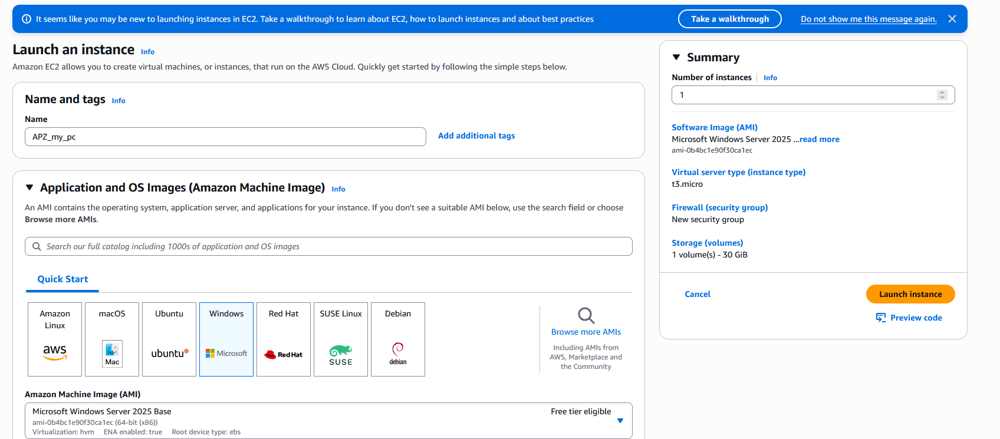 It seems like you may be new to launching instances in EC2. Take a walkthrough to learn about EC2, how to launch instances and about best practices
Take a walkthrough
Do not show me this message again.
Launch an instance Info
Amazon EC2 allows you to create virtual machines, or instances, that run on the AWS Cloud. Quickly get started by following the simple steps below.
Name and tags Info
Name
APZ_my_pc
Add additional tags
Application and OS Images (Amazon Machine Image) Info
An AMI contains the operating system, application server, and applications for your instance. If you don't see a suitable AMI below, use the search field or choose
Browse more AMIs.
Search our full catalog including 1000s of application and OS images
Quick Start
Amazon
Linux
aws
macOS
Mac
Ubuntu
ubuntu
Windows
Microsoft
Red Hat
Red Hat
SUSE Linux
SUSE
Debian
debian
Browse more AMIs
Including AMIs from
AWS, Marketplace and
the Community
Amazon Machine Image (AMI)
Microsoft Windows Server 2025 Base
Free tier eligible
ami-0b4bc1e90f30ca1ec (64-bit (x86))
Virtualization: hvm ENA enabled: true Root device type: ebs
Summary
Number of instances Info
1
Software Image (AMI)
Microsoft Windows Server 2025 ...read more
ami-0b4bc1e90f30ca1ec
Virtual server type (instance type)
t3.micro
Firewall (security group)
New security group
Storage (volumes)
1 volume(s) - 30 GiB
Cancel
Launch instance
Preview code